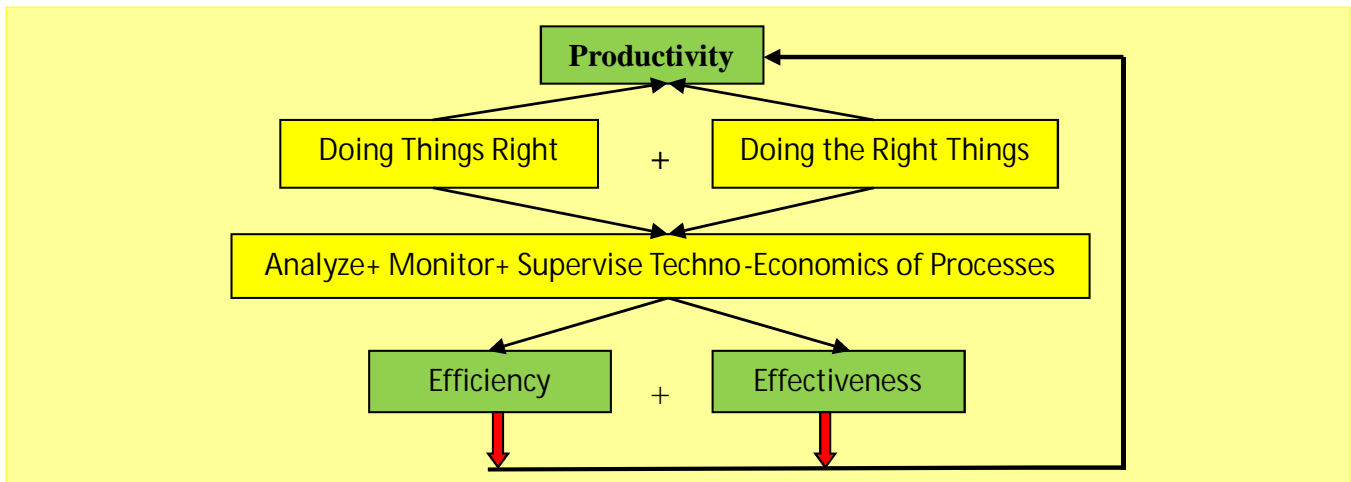 Productivity
Doing Things Right
+
Doing the Right Things
Analyze+ Monitor+ Supervise Techno-Economics of Processes
Efficiency
+
Effectiveness